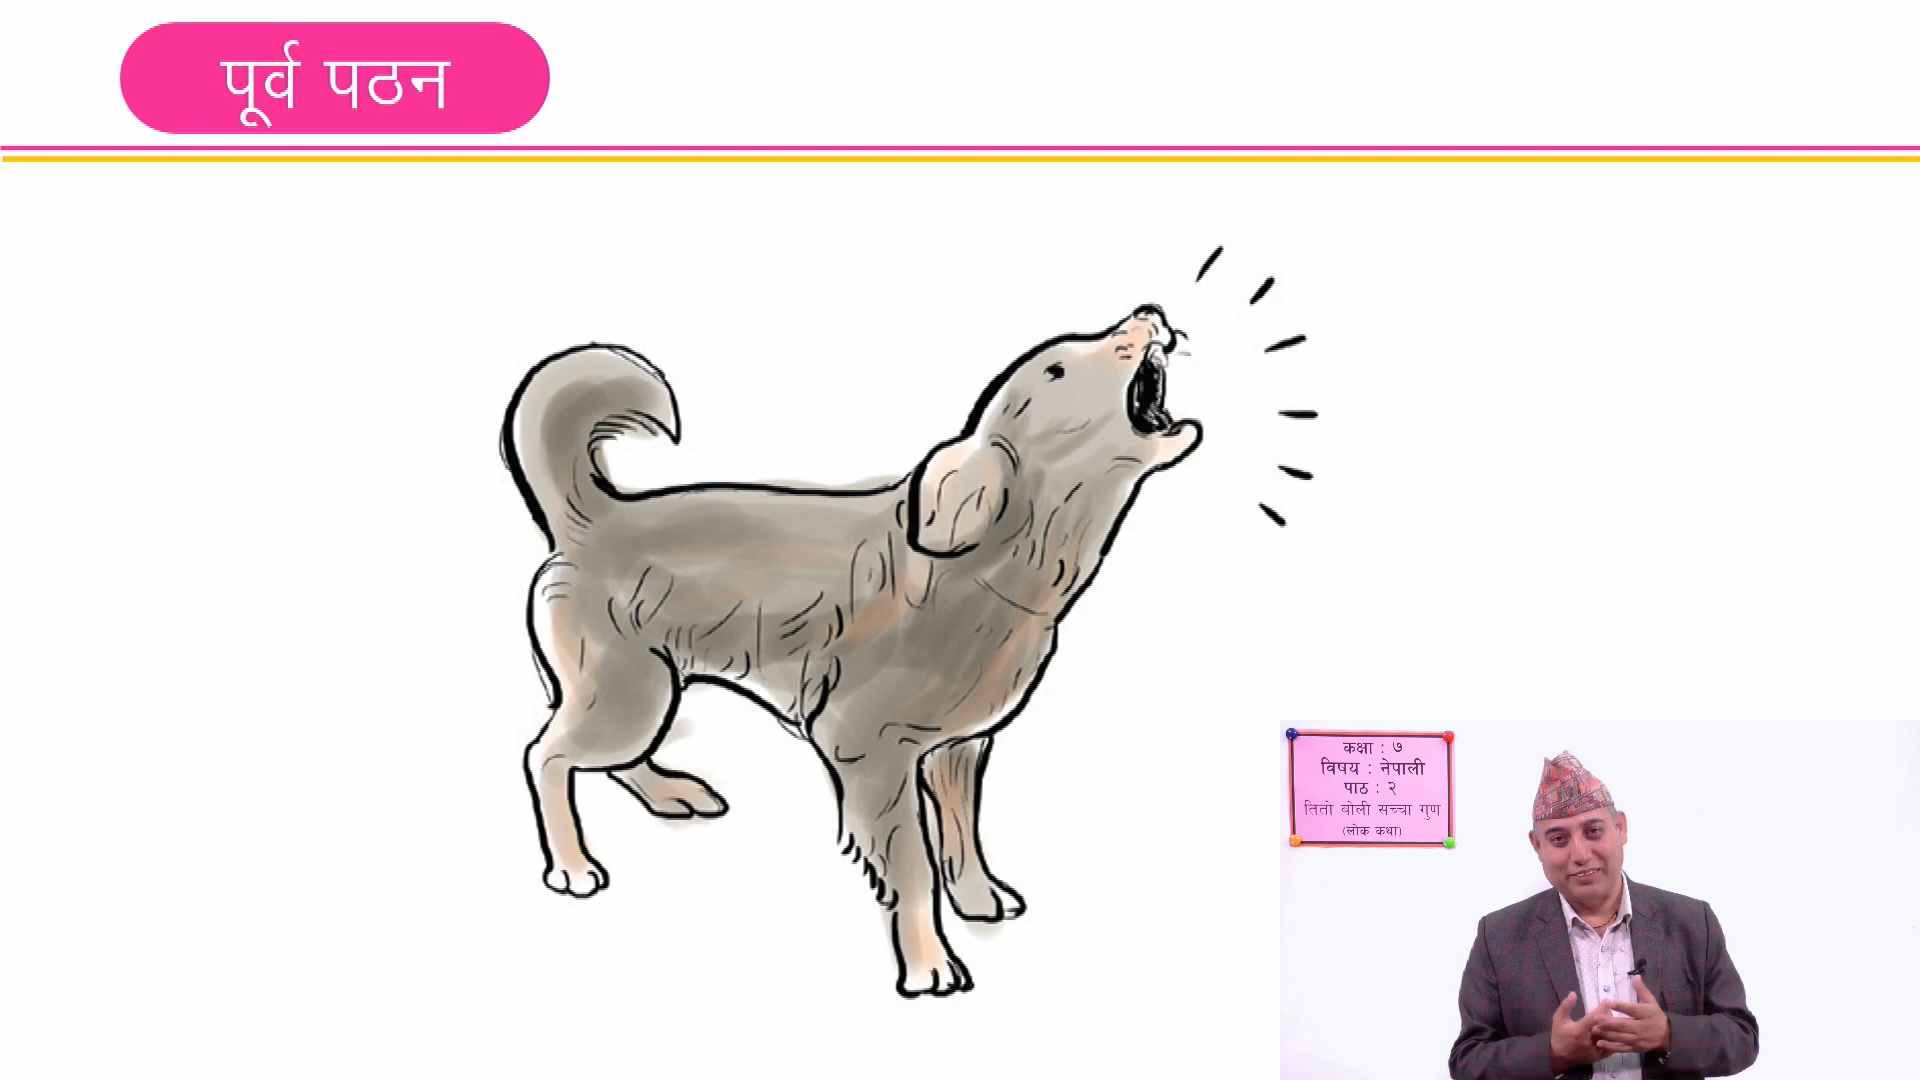 पूर्व पठन
कक्षा : ७
विषय : नेपाली
पाठ : २
तितो बोली सच्चा गुण
(लोक कथा)